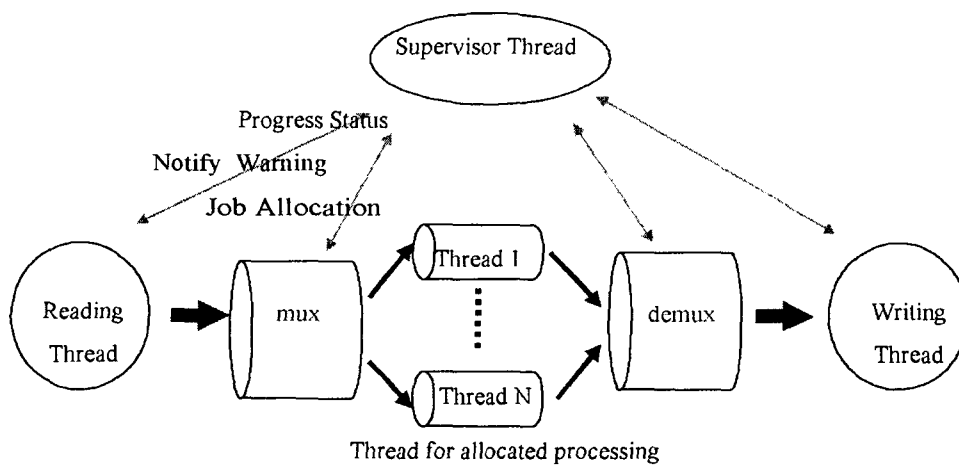 Supervisor Thread
Progress Status
Notify Warning
Job Allocation
Thread 1
Reading
Thread
mux
demux
Writing
Thread
Thread N
Thread for allocated processing